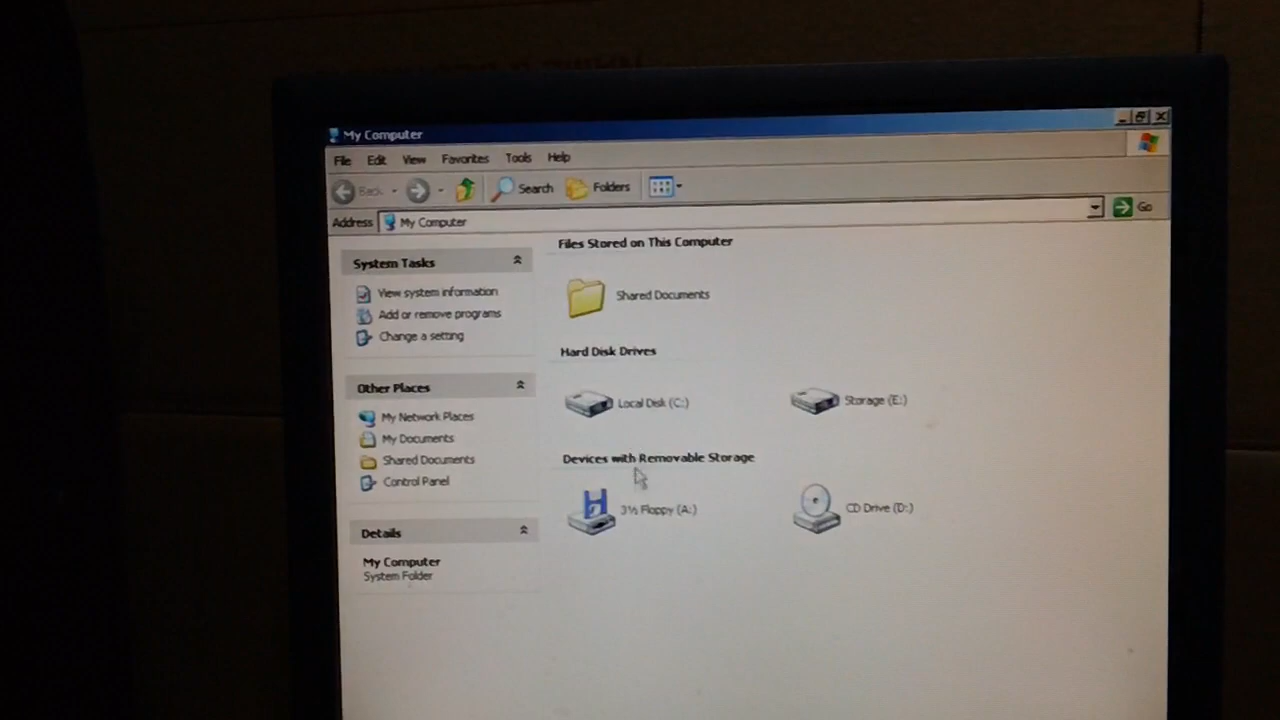 My Computer
File Edit View Favorites Tools Help
Back Search Folders
Address My Computer Go
System Tasks
View system information
Add or remove programs
Change a setting
Other Places
My Network Places
My Documents
Shared Documents
Control Panel
Details
My Computer
System Folder
Files Stored on This Computer
Shared Documents
Hard Disk Drives
Local Disk (C:) Storage (E:)
Devices with Removable Storage
3½ Floppy (A:) CD Drive (D:)